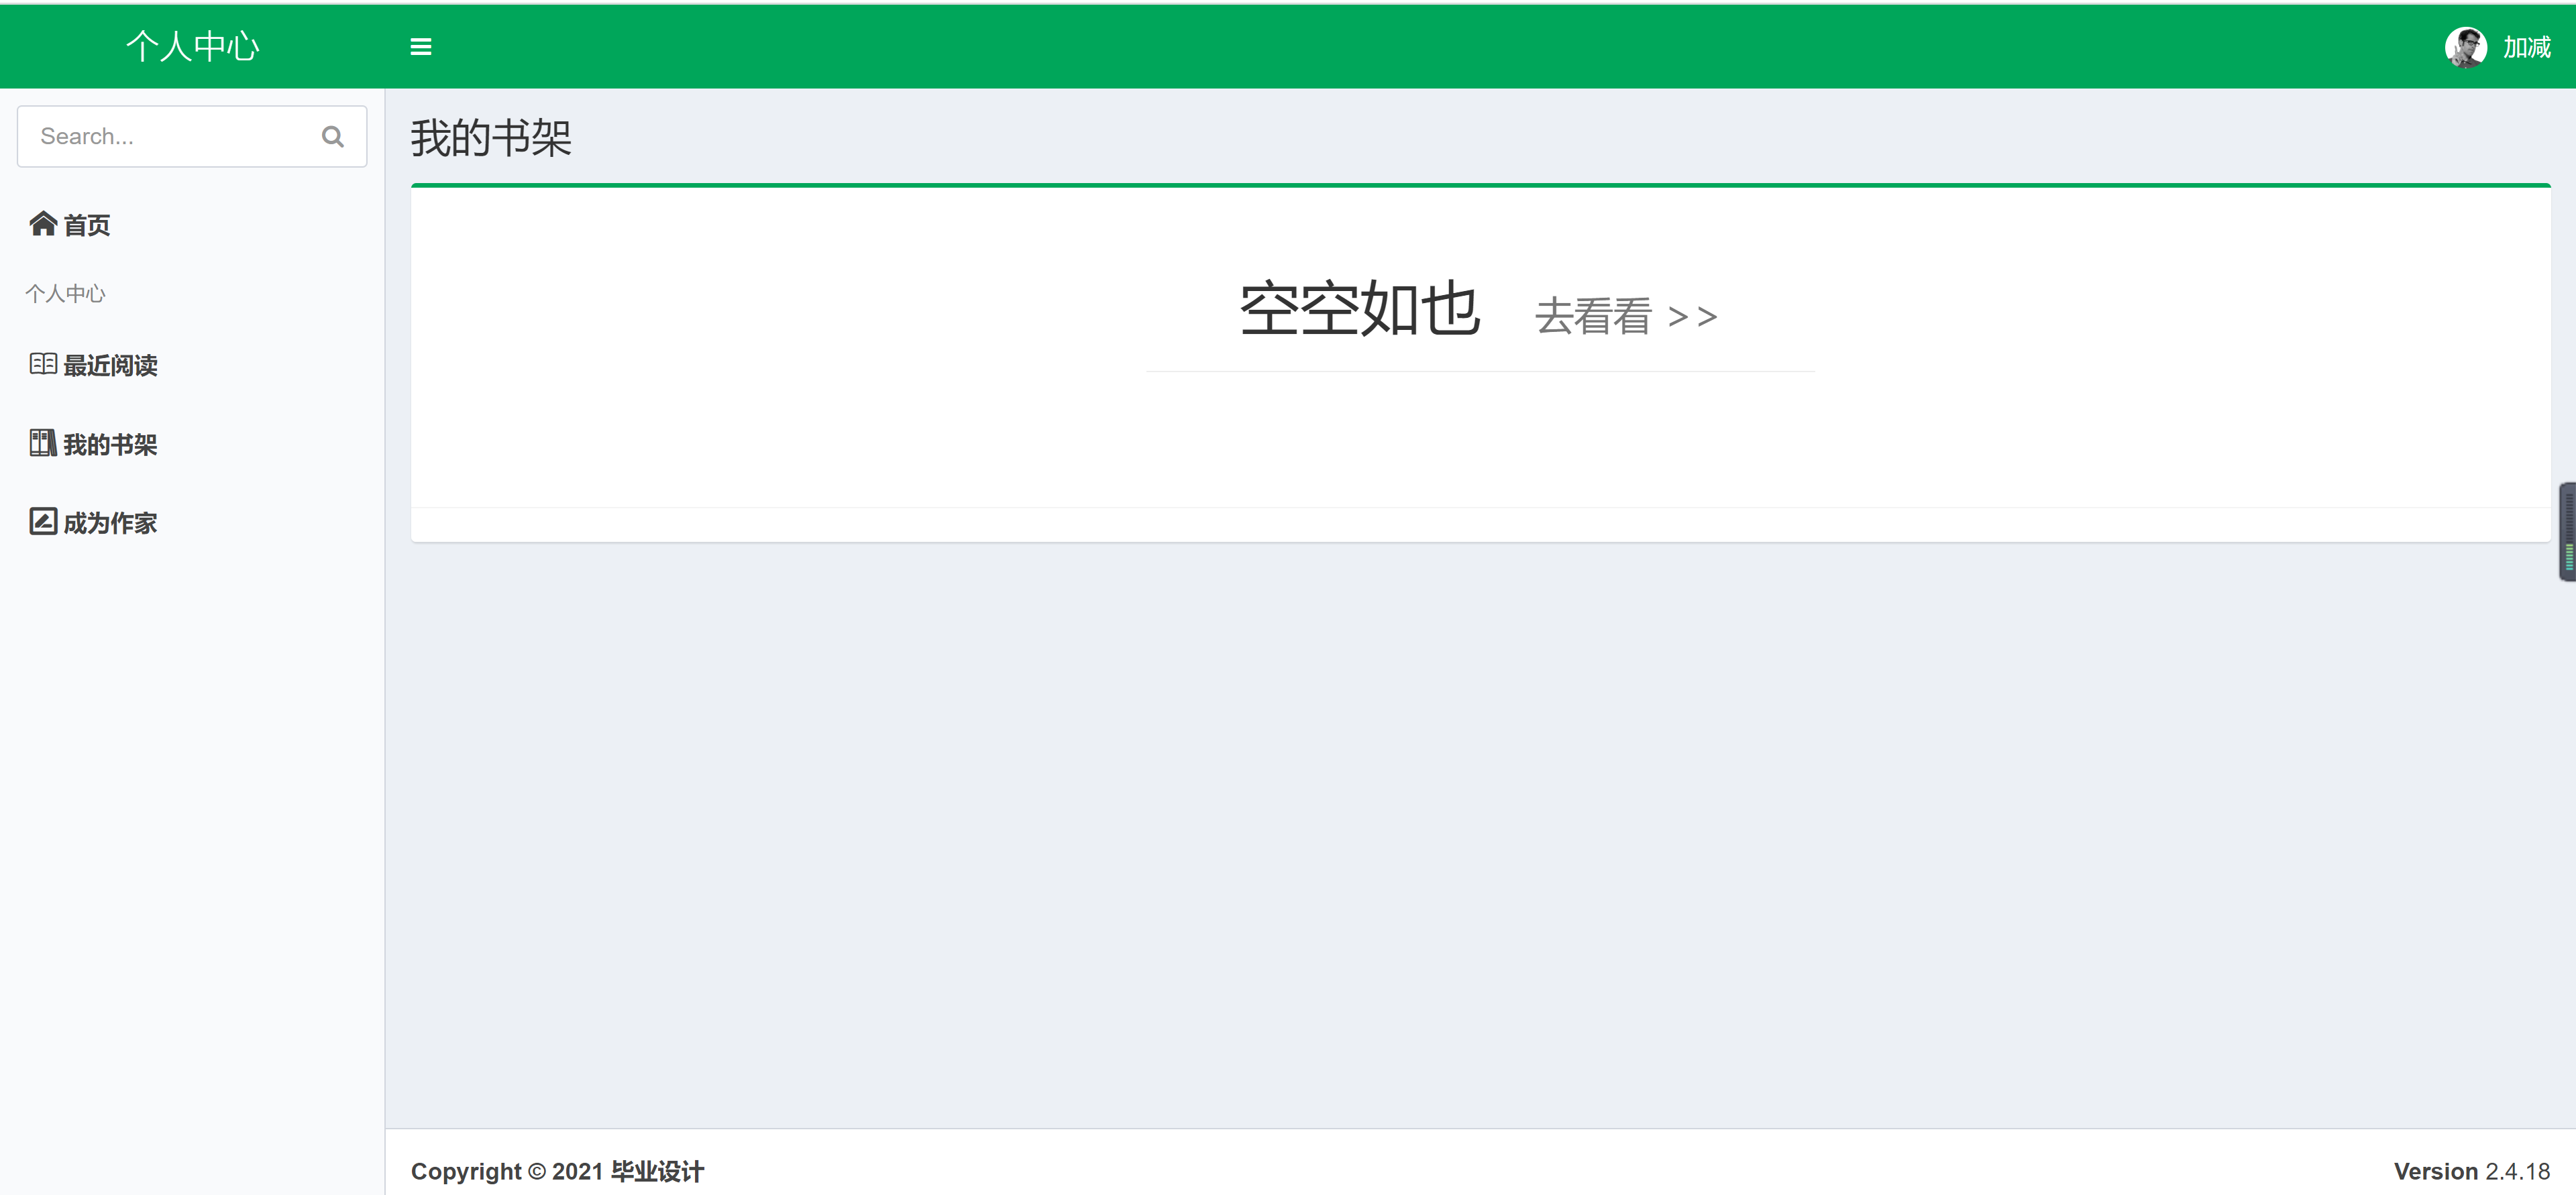 个人中心
加减
Search...
首页
个人中心
最近阅读
我的书架
成为作家
我的书架
空空如也 去看看 >>
Copyright © 2021 毕业设计
Version 2.4.18